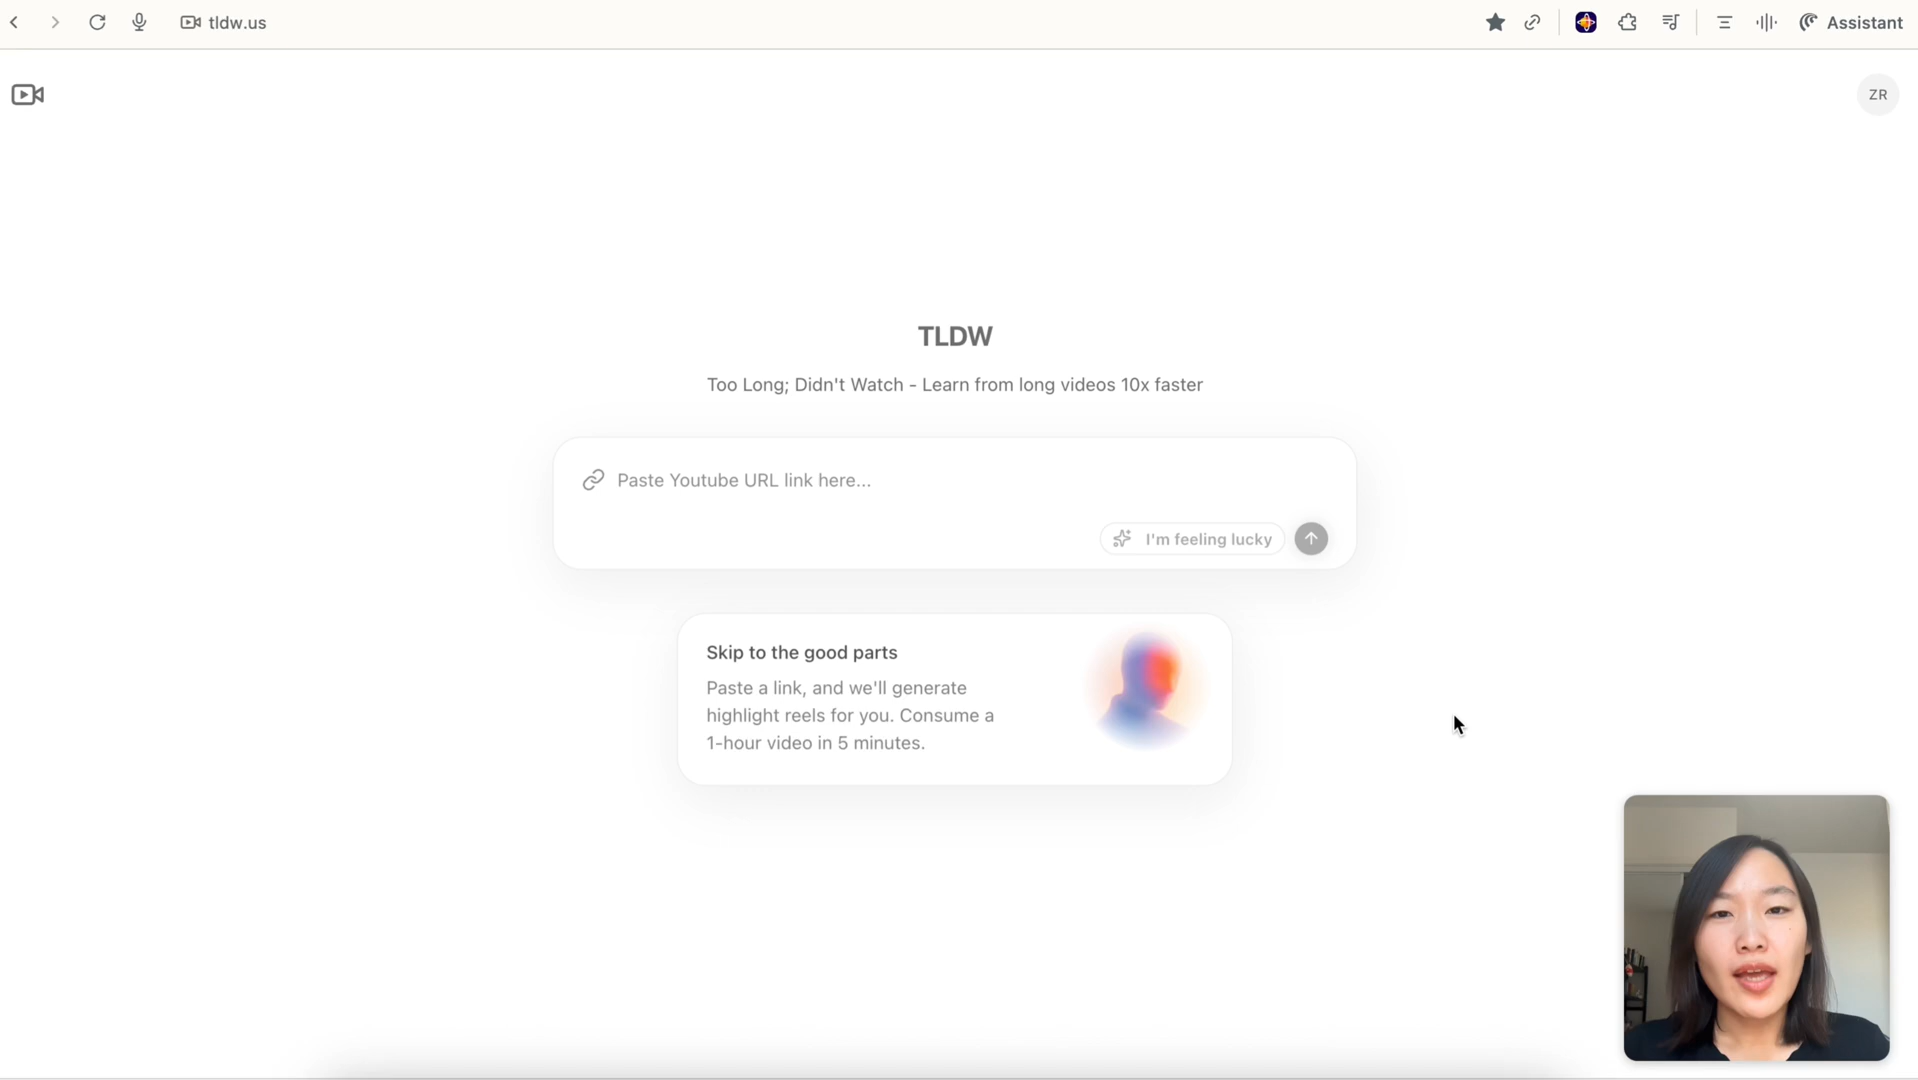 tldw.us
Assistant
ZR
TLDW
Too Long; Didn't Watch - Learn from long videos 10x faster
Paste Youtube URL link here...
I'm feeling lucky
Skip to the good parts
Paste a link, and we'll generate
highlight reels for you. Consume a
1-hour video in 5 minutes.